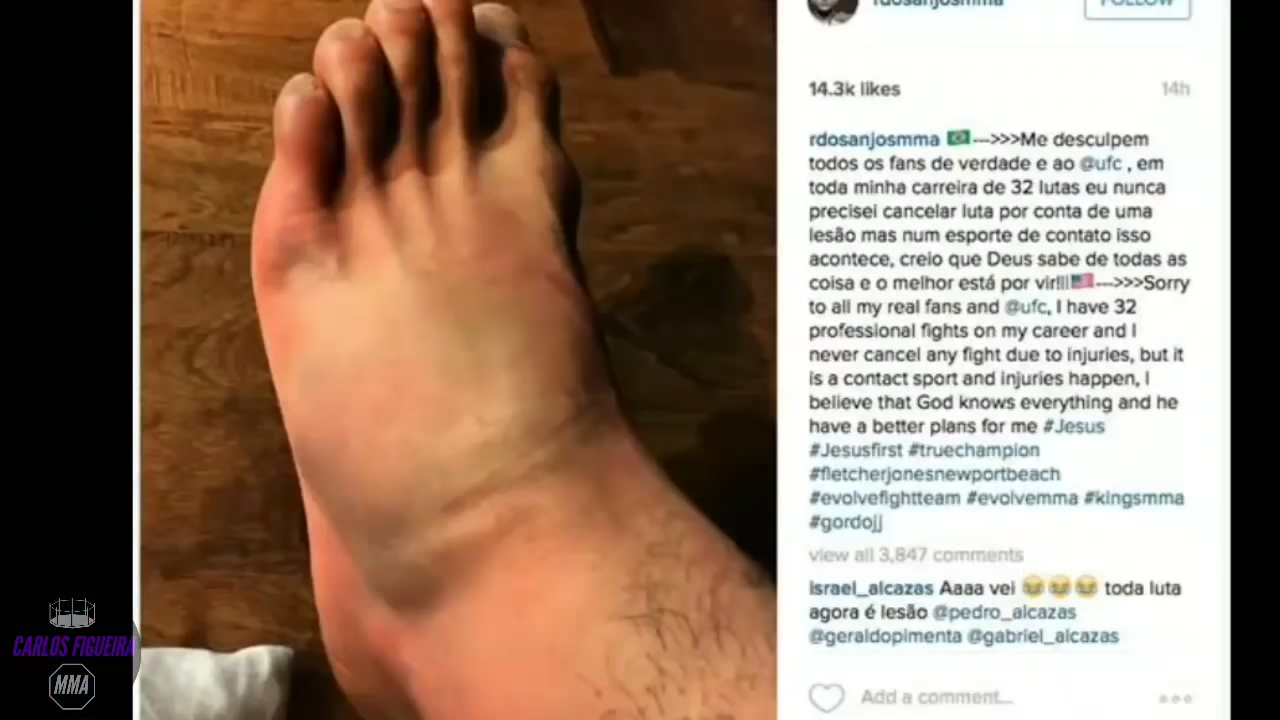 rdosanjosmma
FOLLOW
14.3k likes
14h
rdosanjosmma 🇧🇷--->>>Me desculpem
todos os fans de verdade e ao @ufc , em
toda minha carreira de 32 lutas eu nunca
precisei cancelar luta por conta de uma
lesão mas num esporte de contato isso
acontece, creio que Deus sabe de todas as
coisa e o melhor está por vir!!!🇺🇸--->>>Sorry
to all my real fans and @ufc, I have 32
professional fights on my career and I
never cancel any fight due to injuries, but it
is a contact sport and injuries happen, I
believe that God knows everything and he
have a better plans for me #Jesus
#Jesusfirst #truechampion
#fletcherjonesnewportbeach
#evolvefightteam #evolvemma #kingsmma
#gordojj
view all 3,847 comments
israel_alcazas Aaaa vei 😂😂😂 toda luta
agora é lesão @pedro_alcazas
@geraldopimenta @gabriel_alcazas
Add a comment...
CARLOS FIGUEIRA
MMA